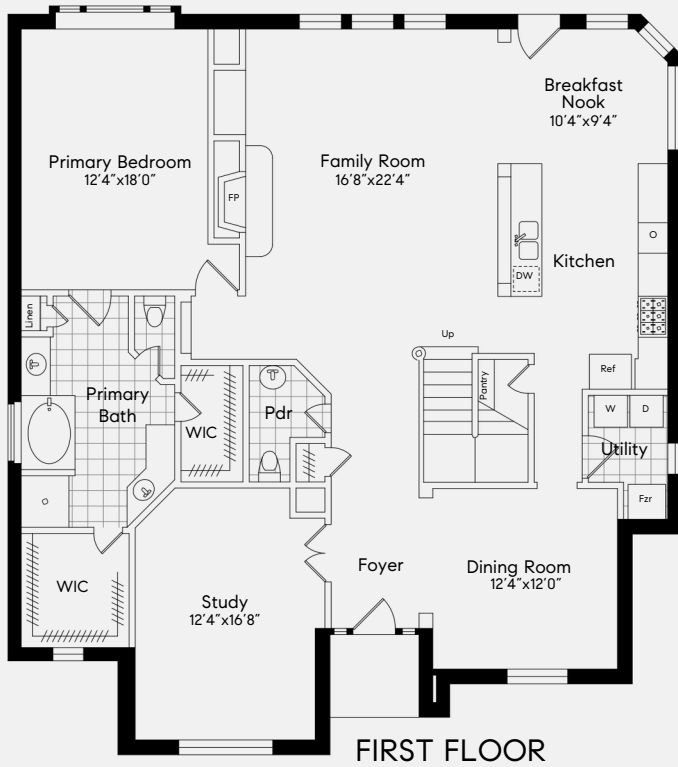 Breakfast
Nook
10'4"x9'4"
Primary Bedroom
12'4"x18'0"
Family Room
16'8"x22'4"
FP
O
Kitchen
DW
Linen
Up
Ref
Pantry
Primary
Bath
Pdr
WIC
W
D
Utility
Fzr
WIC
Study
12'4"x16'8"
Foyer
Dining Room
12'4"x12'0"
FIRST FLOOR